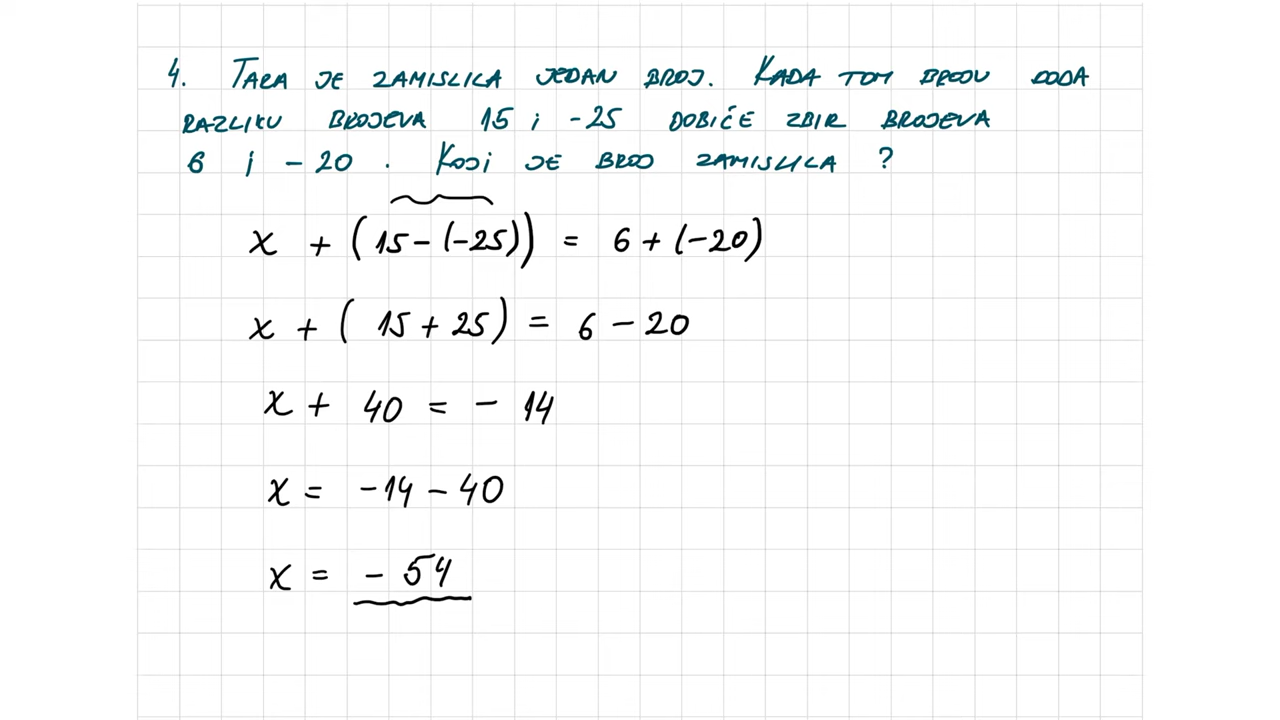 4. TARA JE ZAMISLILA JEDAN BROJ. KADA TOM BROJU DODA
RAZLIKU BROJEVA 15 i -25 DOBIĆE ZBIR BROJEVA
6 i -20. KOJI JE BROJ ZAMISLILA?
x + (15-(-25)) = 6+(-20)
x + (15+25) = 6-20
x + 40 = -14
x = -14-40
x = -54